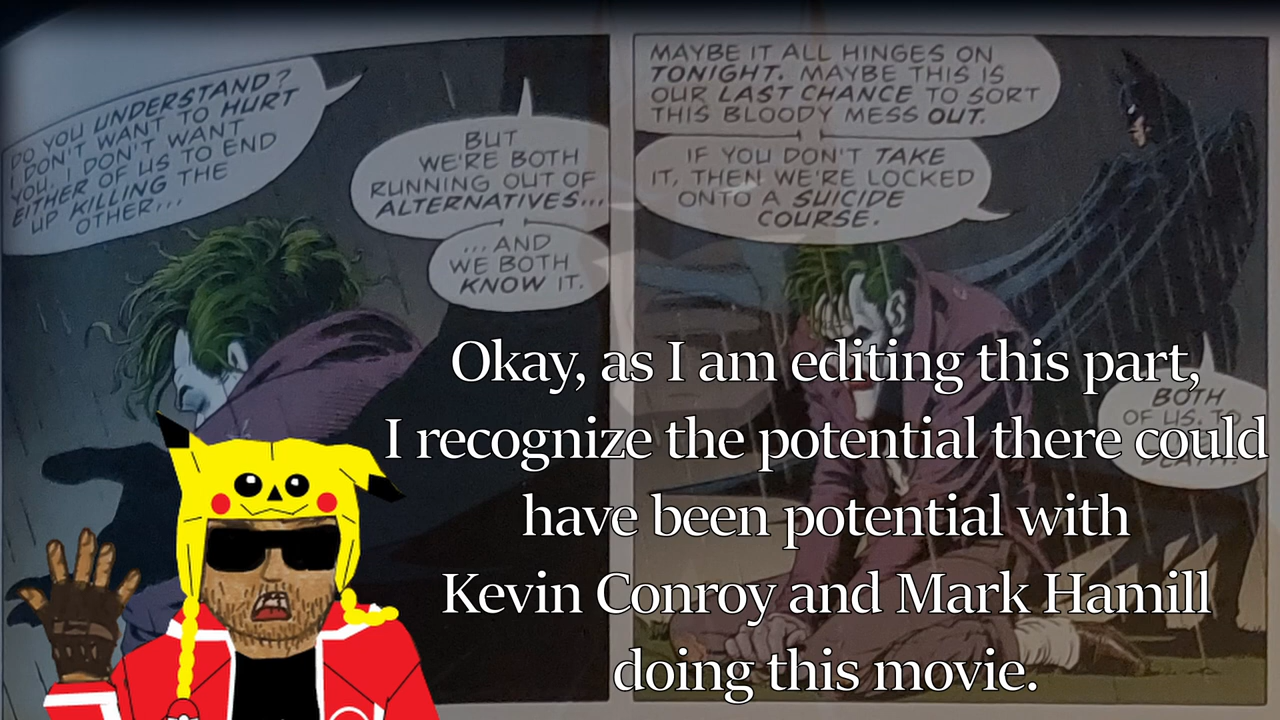 DO YOU UNDERSTAND?
I DON'T WANT TO HURT
YOU. I DON'T WANT
EITHER OF US TO END
UP KILLING THE
OTHER...
BUT
WE'RE BOTH
RUNNING OUT OF
ALTERNATIVES...
...AND
WE BOTH
KNOW IT.
MAYBE IT ALL HINGES ON
TONIGHT. MAYBE THIS IS
OUR LAST CHANCE TO SORT
THIS BLOODY MESS OUT.
IF YOU DON'T TAKE
IT, THEN WE'RE LOCKED
ONTO A SUICIDE
COURSE.
BOTH
OF US. TO
DEATH.
Okay, as I am editing this part,
I recognize the potential there could
have been potential with
Kevin Conroy and Mark Hamill
doing this movie.